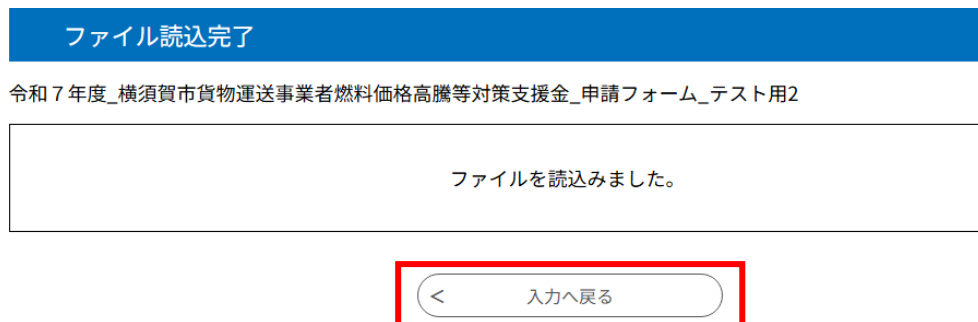 ファイル読込完了
令和７年度_横須賀市貨物運送事業者燃料価格高騰等対策支援金_申請フォーム_テスト用2
ファイルを読込みました。
< 入力へ戻る